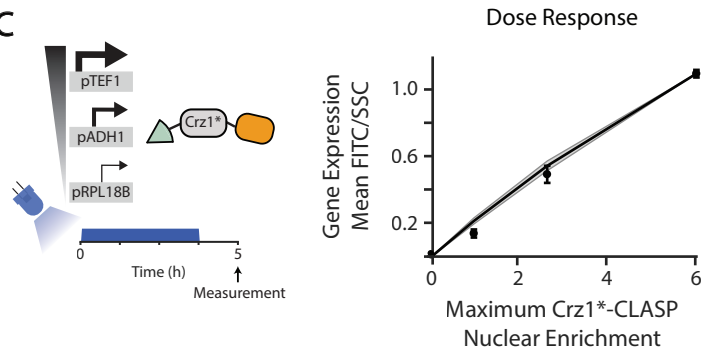 C
pTEF1
pADH1
pRPL18B
Crz1*
0
5
Time (h)
Measurement
Dose Response
Gene Expression
Mean FITC/SSC
1.0
0.6
0.2
0
2
4
6
Maximum Crz1*-CLASP
Nuclear Enrichment